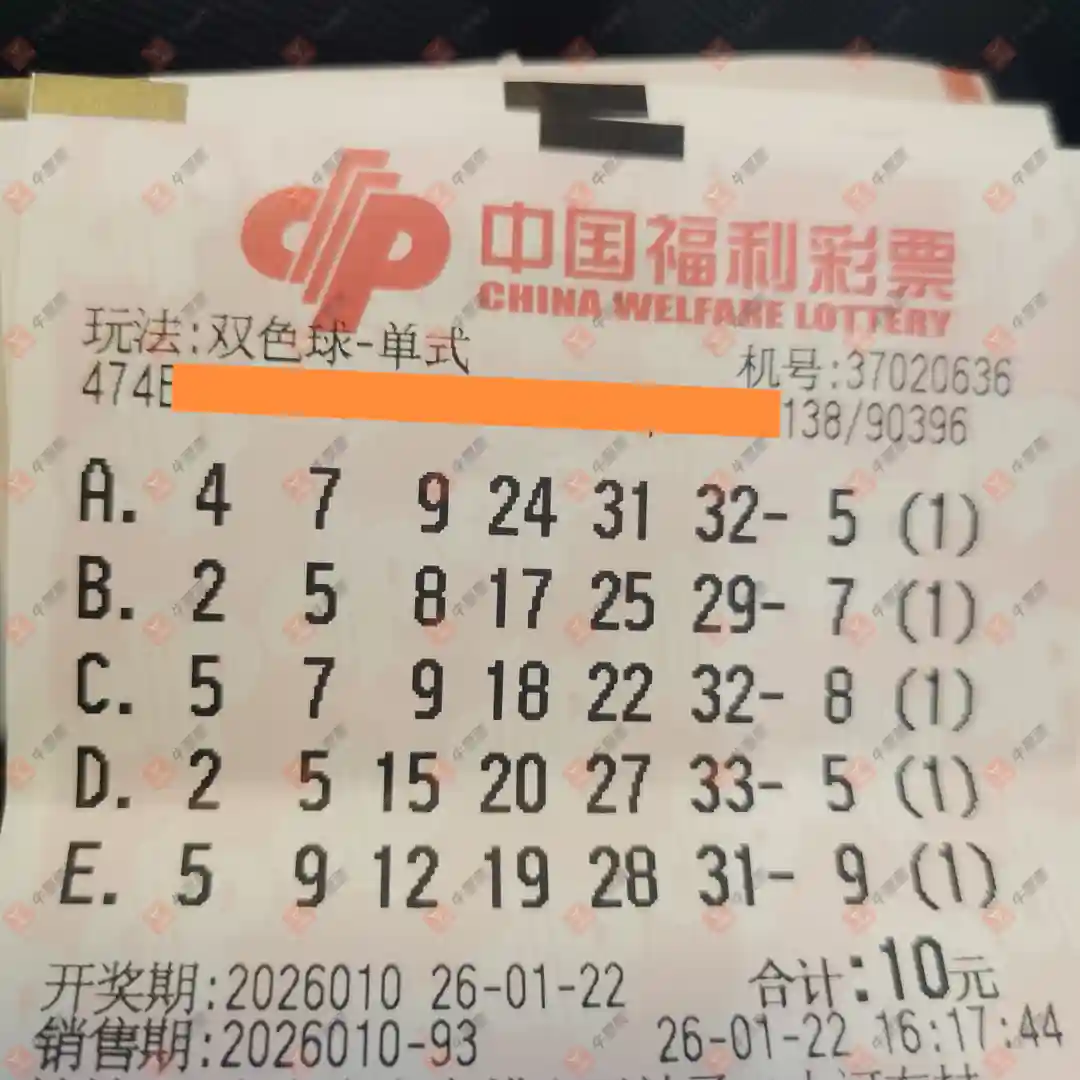 中国福利彩票
CHINA WELFARE LOTTERY
玩法:双色球-单式
机号:37020636
474E
138/90396
A. 4 7 9 24 31 32- 5 (1)
B. 2 5 8 17 25 29- 7 (1)
C. 5 7 9 18 22 32- 8 (1)
D. 2 5 15 20 27 33- 5 (1)
E. 5 9 12 19 28 31- 9 (1)
开奖期:2026010 26-01-22 合计:10元
销售期:2026010-93 26-01-22 16:17:44